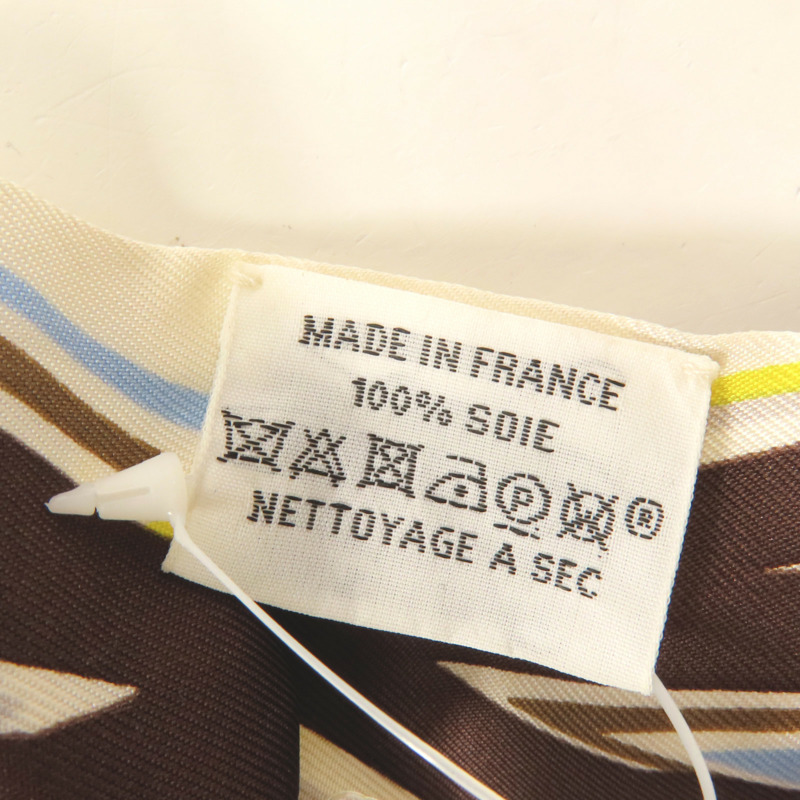 MADE IN FRANCE
100% SOIE
P ®
NETTOYAGE A SEC